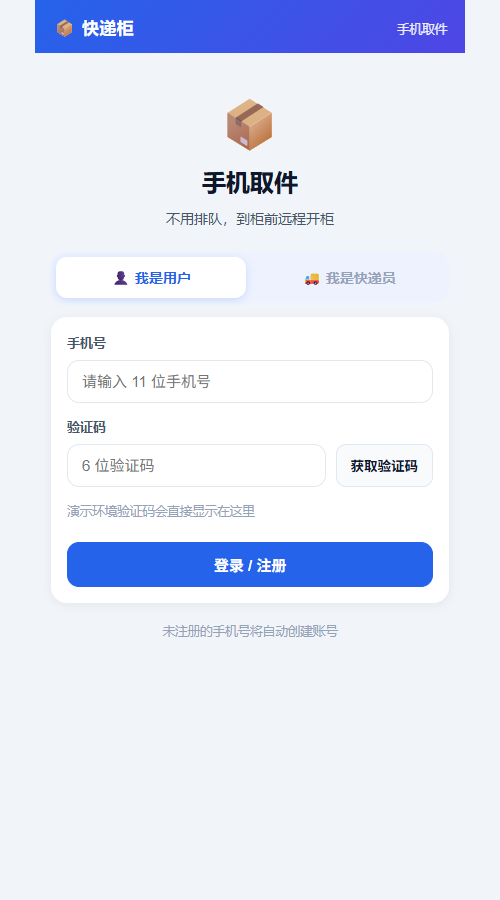 快递柜
手机取件
手机取件
不用排队，到柜前远程开柜
我是用户
我是快递员
手机号
请输入 11 位手机号
验证码
6 位验证码
获取验证码
演示环境验证码会直接显示在这里
登录 / 注册
未注册的手机号将自动创建账号